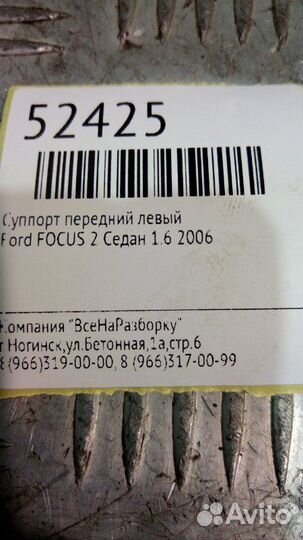 52425
Суппорт передний левый
Ford FOCUS 2 Седан 1.6 2006
Компания "ВсеНаРазборку"
г Ногинск,ул.Бетонная,1а,стр.6
8 (966)319-00-00, 8 (966)317-00-99
Avito